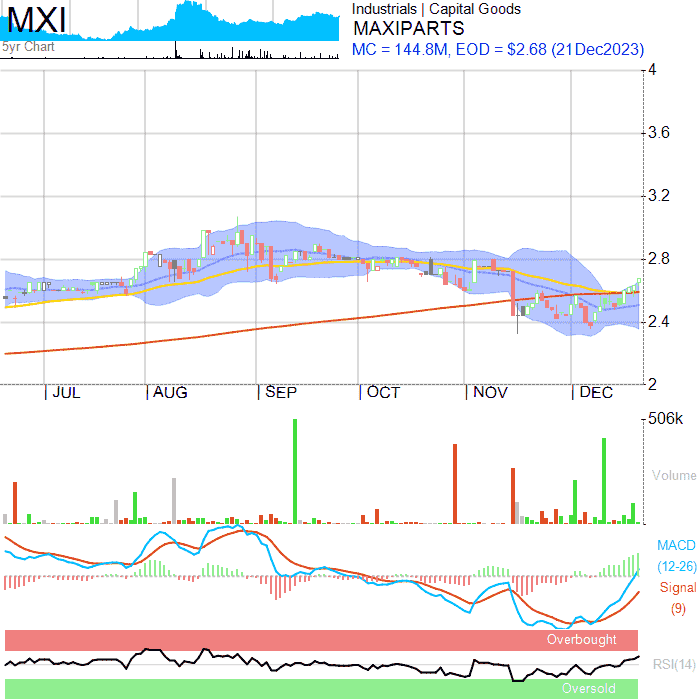 MXI
5yr Chart
Industrials | Capital Goods
MAXIPARTS
MC = 144.8M, EOD = $2.68 (21Dec2023)
4
3.6
3.2
2.8
2.4
2
JUL AUG SEP OCT NOV DEC
506k
Volume
MACD
(12-26)
Signal
(9)
Overbought
RSI(14)
Oversold